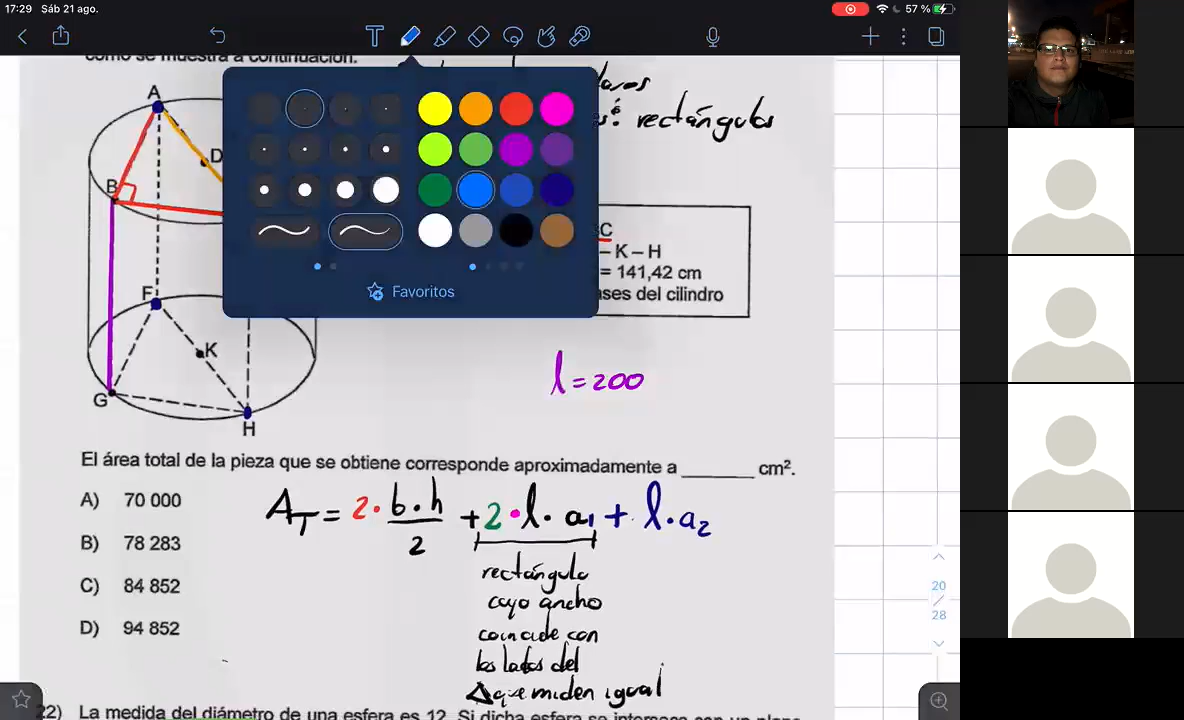 17:29 Sáb 21 ago.
57 %
T
como se muestra a continuación.
rectángulos
A
D
B
C
– K – H
= 141,42 cm
ases del cilindro
F
K
G
H
l = 200
El área total de la pieza que se obtiene corresponde aproximadamente a ______ cm².
A) 70 000
B) 78 283
C) 84 852
D) 94 852
A_T = 2 · b · h / 2 + 2 · l · a₁ + l · a₂
rectángulo
cuyo ancho
coincide con
los lados del
Δ que miden igual
20
/
28
Favoritos
22) La medida del diámetro de una esfera es 12. Si dicha esfera se interseca con un plano